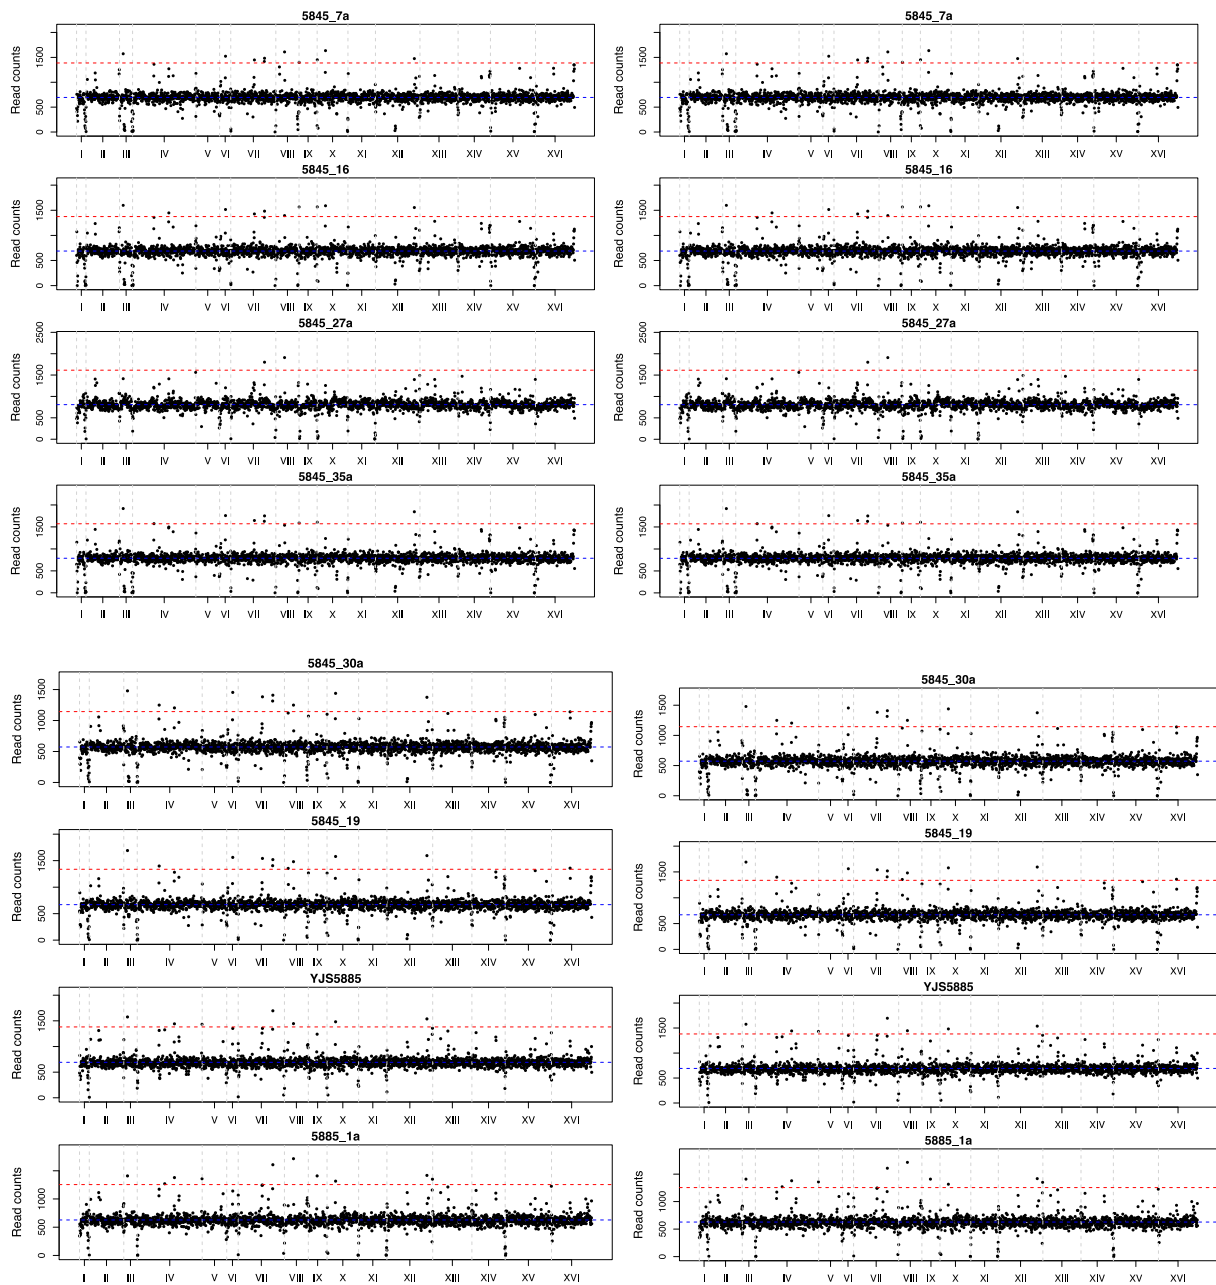 5845_7a
Read counts
0 500 1500
I II III IV V VI VII VIII IX X XI XII XIII XIV XV XVI
5845_7a
Read counts
0 500 1500
I II III IV V VI VII VIII IX X XI XII XIII XIV XV XVI
5845_16
Read counts
0 500 1500
I II III IV V VI VII VIII IX X XI XII XIII XIV XV XVI
5845_16
Read counts
0 500 1500
I II III IV V VI VII VIII IX X XI XII XIII XIV XV XVI
5845_27a
Read counts
0 500 1500 2500
I II III IV V VI VII VIII IX X XI XII XIII XIV XV XVI
5845_27a
Read counts
0 500 1500 2500
I II III IV V VI VII VIII IX X XI XII XIII XIV XV XVI
5845_35a
Read counts
0 500 1500
I II III IV V VI VII VIII IX X XI XII XIII XIV XV XVI
5845_35a
Read counts
0 500 1500
I II III IV V VI VII VIII IX X XI XII XIII XIV XV XVI
5845_30a
Read counts
0 500 1000 1500
I II III IV V VI VII VIII IX X XI XII XIII XIV XV XVI
5845_30a
Read counts
0 500 1000 1500
I II III IV V VI VII VIII IX X XI XII XIII XIV XV XVI
5845_19
Read counts
0 500 1500
I II III IV V VI VII VIII IX X XI XII XIII XIV XV XVI
5845_19
Read counts
0 500 1500
I II III IV V VI VII VIII IX X XI XII XIII XIV XV XVI
YJS5885
Read counts
0 500 1500
I II III IV V VI VII VIII IX X XI XII XIII XIV XV XVI
YJS5885
Read counts
0 500 1500
I II III IV V VI VII VIII IX X XI XII XIII XIV XV XVI
5885_1a
Read counts
0 500 1000
I II III IV V VI VII VIII IX X XI XII XIII XIV XV XVI
5885_1a
Read counts
0 500 1000
I II III IV V VI VII VIII IX X XI XII XIII XIV XV XVI